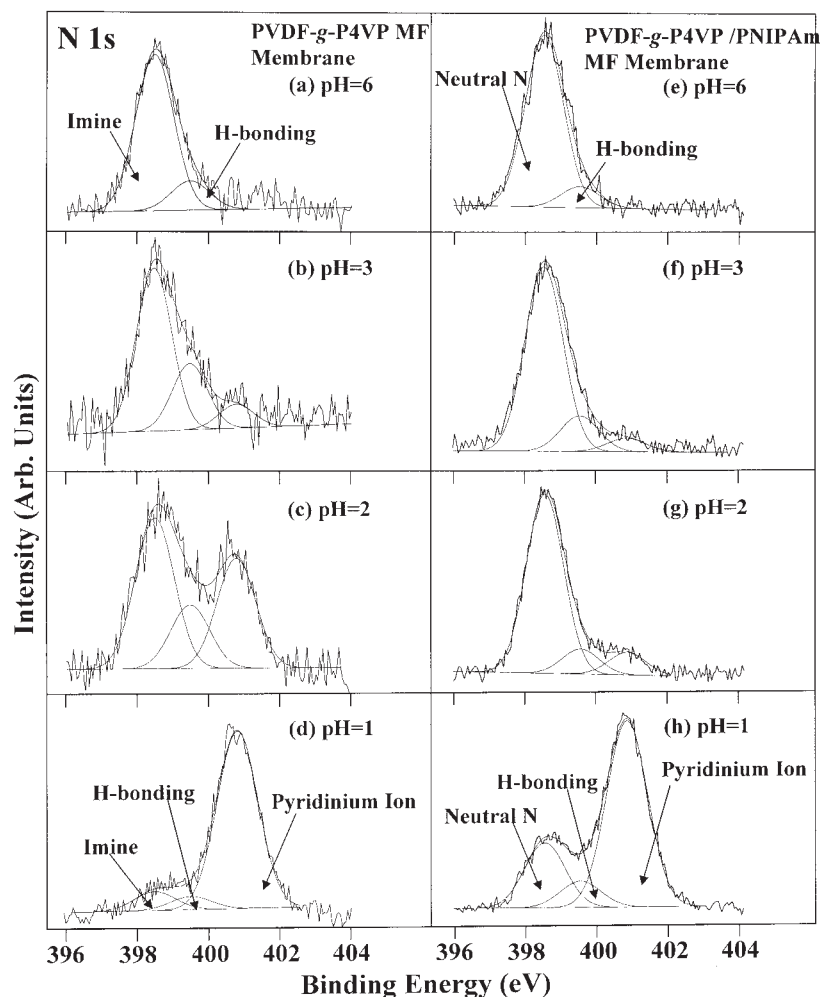 N 1s
PVDF-g-P4VP MF
Membrane
(a) pH=6
Imine
H-bonding
PVDF-g-P4VP /PNIPAm
MF Membrane
(e) pH=6
Neutral N
H-bonding
(b) pH=3
(f) pH=3
(c) pH=2
(g) pH=2
(d) pH=1
H-bonding
Pyridinium Ion
Imine
(h) pH=1
H-bonding
Pyridinium Ion
Neutral N
Intensity (Arb. Units)
396 398 400 402 404
396 398 400 402 404
Binding Energy (eV)